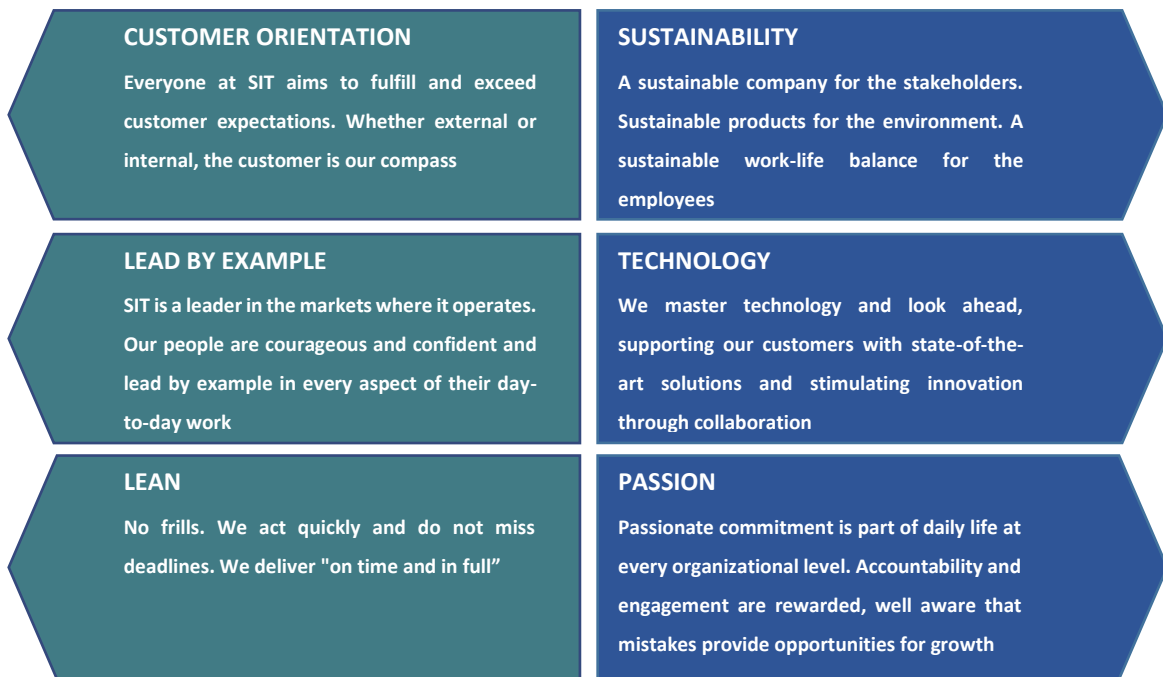 CUSTOMER ORIENTATION
Everyone at SIT aims to fulfill and exceed
customer expectations. Whether external or
internal, the customer is our compass
SUSTAINABILITY
A sustainable company for the stakeholders.
Sustainable products for the environment. A
sustainable work-life balance for the
employees
LEAD BY EXAMPLE
SIT is a leader in the markets where it operates.
Our people are courageous and confident and
lead by example in every aspect of their day-
to-day work
TECHNOLOGY
We master technology and look ahead,
supporting our customers with state-of-the-
art solutions and stimulating innovation
through collaboration
LEAN
No frills. We act quickly and do not miss
deadlines. We deliver "on time and in full”
PASSION
Passionate commitment is part of daily life at
every organizational level. Accountability and
engagement are rewarded, well aware that
mistakes provide opportunities for growth